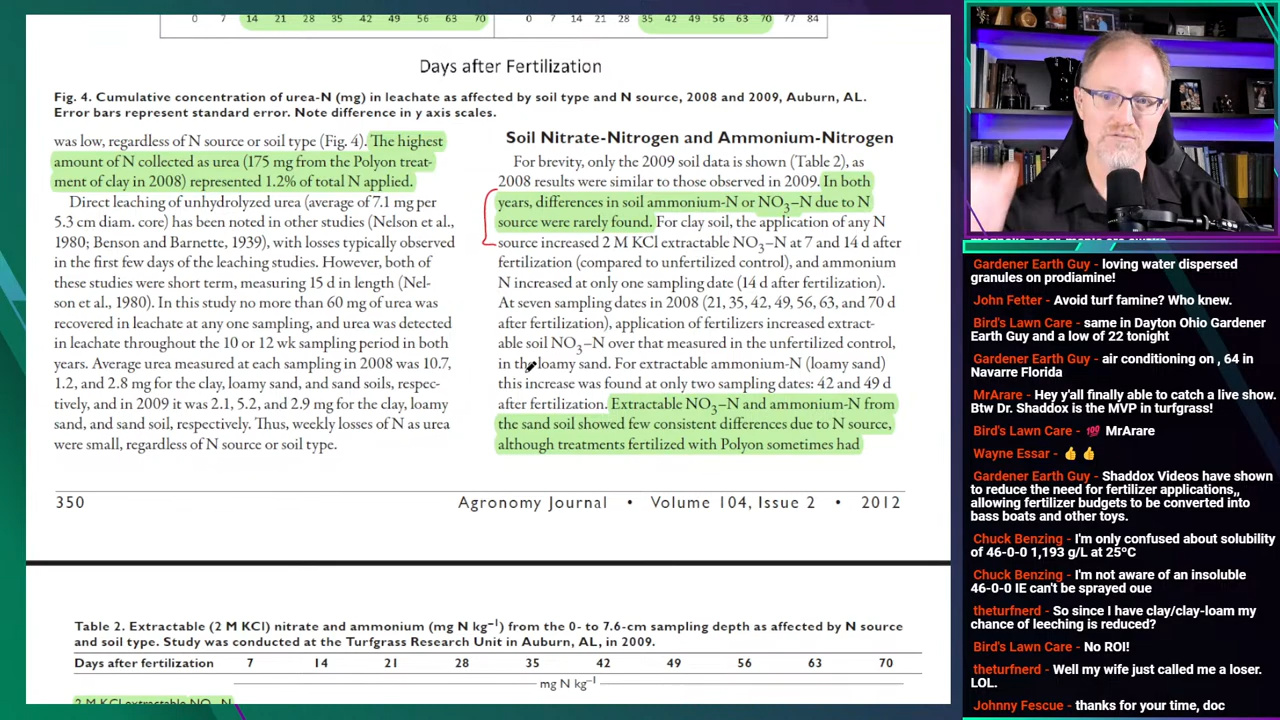 0 7 14 21 28 35 42 49 56 63 70 0 7 14 21 28 35 42 49 56 63 70 77 84
Days after Fertilization
Fig. 4. Cumulative concentration of urea-N (mg) in leachate as affected by soil type and N source, 2008 and 2009, Auburn, AL.
Error bars represent standard error. Note difference in y axis scales.
was low, regardless of N source or soil type (Fig. 4). The highest
amount of N collected as urea (175 mg from the Polyon treat-
ment of clay in 2008) represented 1.2% of total N applied.
Direct leaching of unhydrolyzed urea (average of 7.1 mg per
5.3 cm diam. core) has been noted in other studies (Nelson et al.,
1980; Benson and Barnette, 1939), with losses typically observed
in the first few days of the leaching studies. However, both of
these studies were short term, measuring 15 d in length (Nel-
son et al., 1980). In this study no more than 60 mg of urea was
recovered in leachate at any one sampling, and urea was detected
in leachate throughout the 10 or 12 wk sampling period in both
years. Average urea measured at each sampling in 2008 was 10.7,
1.2, and 2.8 mg for the clay, loamy sand, and sand soils, respec-
tively, and in 2009 it was 2.1, 5.2, and 2.9 mg for the clay, loamy
sand, and sand soil, respectively. Thus, weekly losses of N as urea
were small, regardless of N source or soil type.
Soil Nitrate-Nitrogen and Ammonium-Nitrogen
For brevity, only the 2009 soil data is shown (Table 2), as
2008 results were similar to those observed in 2009. In both
years, differences in soil ammonium-N or NO3–N due to N
source were rarely found. For clay soil, the application of any N
source increased 2 M KCl extractable NO3–N at 7 and 14 d after
fertilization (compared to unfertilized control), and ammonium
N increased at only one sampling date (14 d after fertilization).
At seven sampling dates in 2008 (21, 35, 42, 49, 56, 63, and 70 d
after fertilization), application of fertilizers increased extract-
able soil NO3–N over that measured in the unfertilized control,
in the loamy sand. For extractable ammonium-N (loamy sand)
this increase was found at only two sampling dates: 42 and 49 d
after fertilization. Extractable NO3–N and ammonium-N from
the sand soil showed few consistent differences due to N source,
although treatments fertilized with Polyon sometimes had
350
Agronomy Journal • Volume 104, Issue 2 • 2012
Table 2. Extractable (2 M KCl) nitrate and ammonium (mg N kg–1) from the 0- to 7.6-cm sampling depth as affected by N source
and soil type. Study was conducted at the Turfgrass Research Unit in Auburn, AL, in 2009.
Days after fertilization 7 14 21 28 35 42 49 56 63 70
mg N kg–1
2 M KCl extractable NO3–N
Gardener Earth Guy - loving water dispersed
granules on prodiamine!
John Fetter - Avoid turf famine? Who knew.
Bird's Lawn Care - same in Dayton Ohio Gardener
Earth Guy and a low of 22 tonight
Gardener Earth Guy - air conditioning on , 64 in
Navarre Florida
MrArare - Hey y'all finally able to catch a live show.
Btw Dr. Shaddox is the MVP in turfgrass!
Bird's Lawn Care - 💯 MrArare
Wayne Essar - 👍 👍
Gardener Earth Guy - Shaddox Videos have shown
to reduce the need for fertilizer applications,,
allowing fertilizer budgets to be converted into
bass boats and other toys.
Chuck Benzing - I'm only confused about solubility
of 46-0-0 1,193 g/L at 25ºC
Chuck Benzing - I'm not aware of an insoluble
46-0-0 IE can't be sprayed oue
theturfnerd - So since I have clay/clay-loam my
chance of leeching is reduced?
Bird's Lawn Care - No ROI!
theturfnerd - Well my wife just called me a loser.
LOL.
Johnny Fescue - thanks for your time, doc